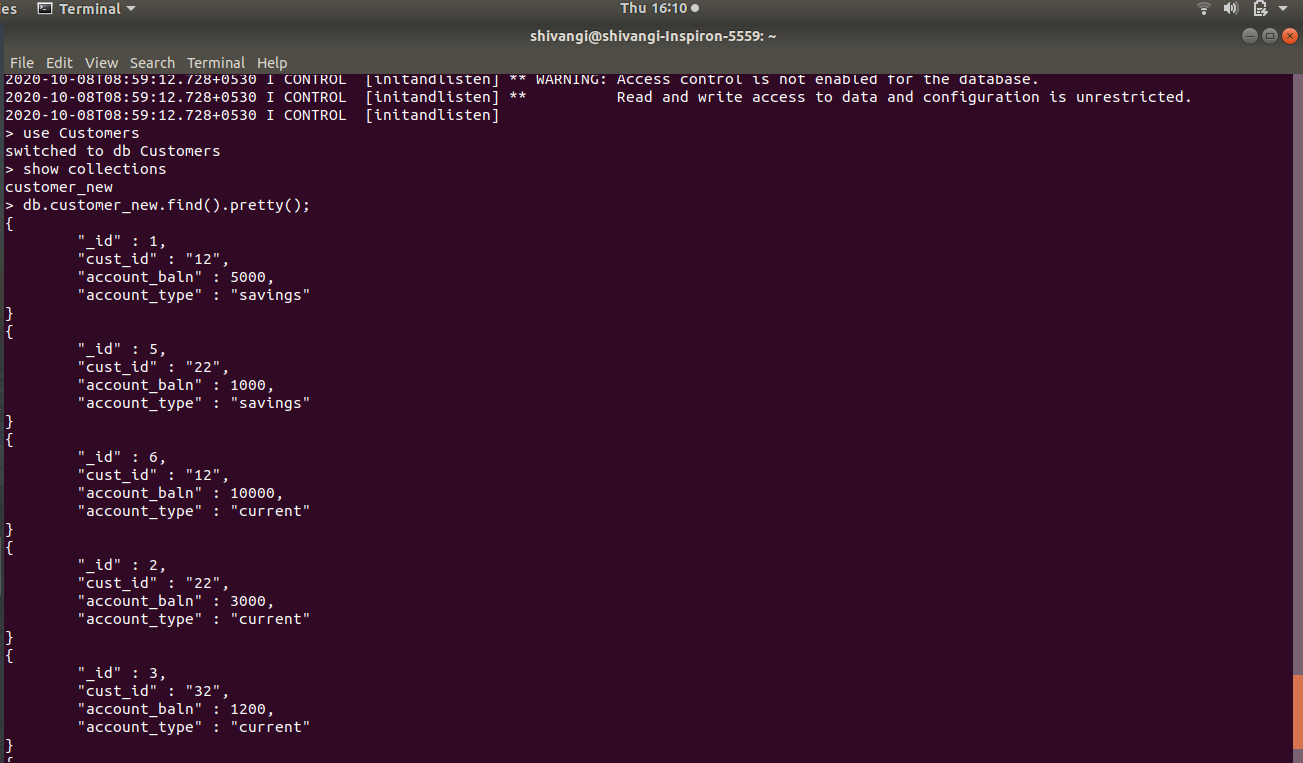 es Terminal Thu 16:10
shivangi@shivangi-Inspiron-5559: ~
File Edit View Search Terminal Help
2020-10-08T08:59:12.728+0530 I CONTROL  [initandlisten] ** WARNING: Access control is not enabled for the database.
2020-10-08T08:59:12.728+0530 I CONTROL  [initandlisten] **          Read and write access to data and configuration is unrestricted.
2020-10-08T08:59:12.728+0530 I CONTROL  [initandlisten]
> use Customers
switched to db Customers
> show collections
customer_new
> db.customer_new.find().pretty();
{
        "_id" : 1,
        "cust_id" : "12",
        "account_baln" : 5000,
        "account_type" : "savings"
}
{
        "_id" : 5,
        "cust_id" : "22",
        "account_baln" : 1000,
        "account_type" : "savings"
}
{
        "_id" : 6,
        "cust_id" : "12",
        "account_baln" : 10000,
        "account_type" : "current"
}
{
        "_id" : 2,
        "cust_id" : "22",
        "account_baln" : 3000,
        "account_type" : "current"
}
{
        "_id" : 3,
        "cust_id" : "32",
        "account_baln" : 1200,
        "account_type" : "current"
}
{